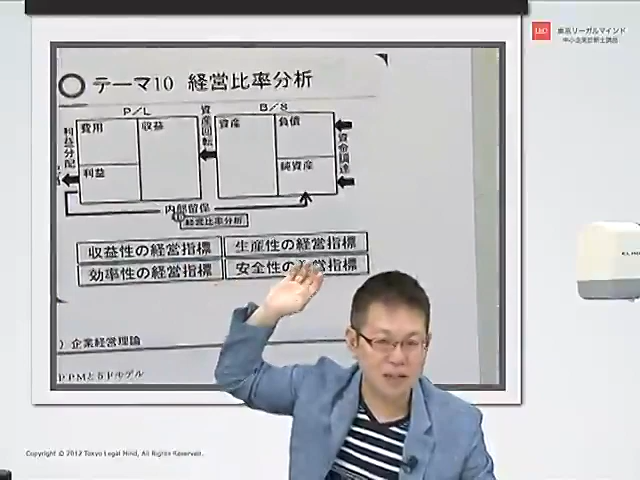 LEC 東京リーガルマインド
中小企業診断士講座
テーマ10 経営比率分析
P/L
B/S
利益分配
費用
収益
利益
資産回転
資産
負債
純資産
資金調達
内部留保
経営比率分析
収益性の経営指標
生産性の経営指標
効率性の経営指標
安全性の 指標
) 企業経営理論
PPMと5Fモデル
Copyright © 2012 Tokyo Legal Mind, All Rights Reserved.